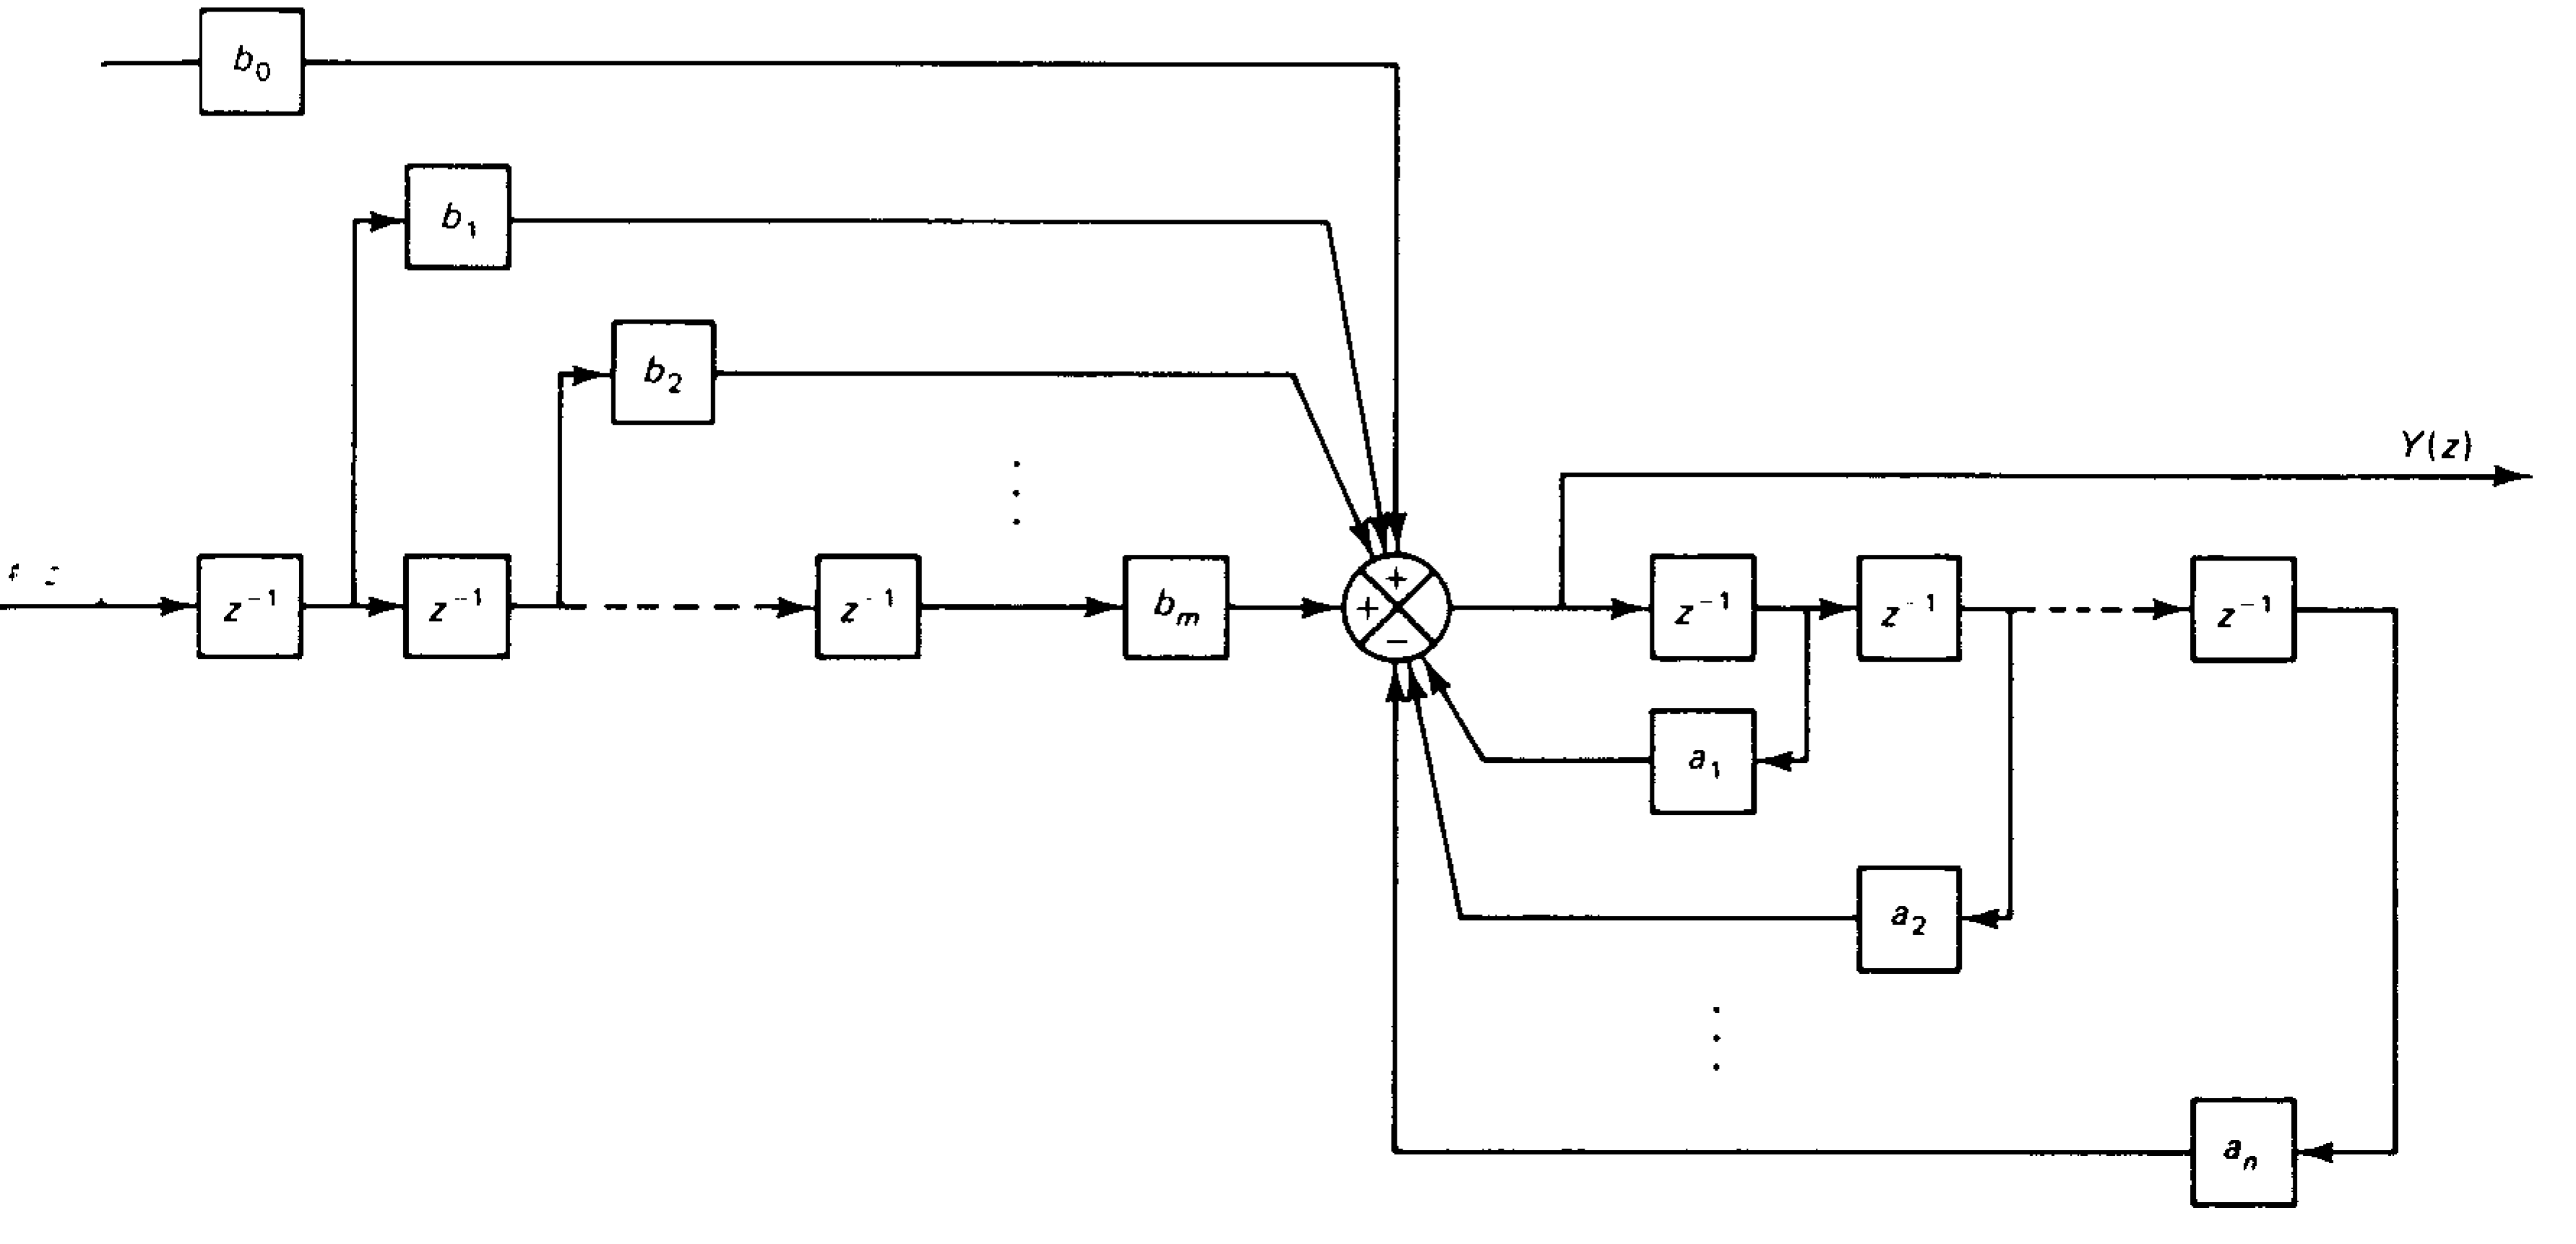 b₀
b₁
b₂
Y(z)
z⁻¹ z⁻¹ z⁻¹ bₘ + + − z⁻¹ z⁻¹ z⁻¹
a₁
a₂
aₙ